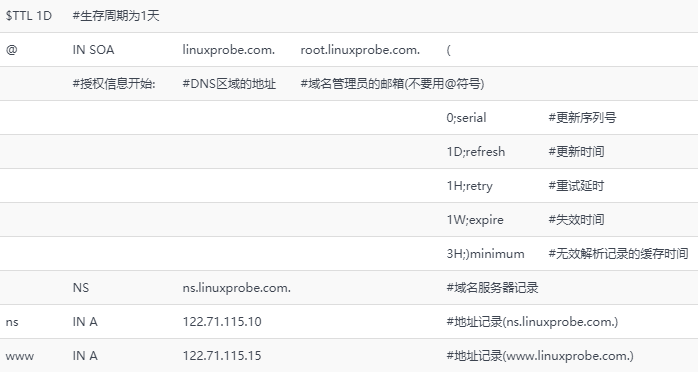 $TTL 1D #生存周期为1天
@ IN SOA linuxprobe.com. root.linuxprobe.com. (
#授权信息开始: #DNS区域的地址 #域名管理员的邮箱(不要用@符号)
0;serial #更新序列号
1D;refresh #更新时间
1H;retry #重试延时
1W;expire #失效时间
3H;)minimum #无效解析记录的缓存时间
NS ns.linuxprobe.com. #域名服务器记录
ns IN A 122.71.115.10 #地址记录(ns.linuxprobe.com.)
www IN A 122.71.115.15 #地址记录(www.linuxprobe.com.)